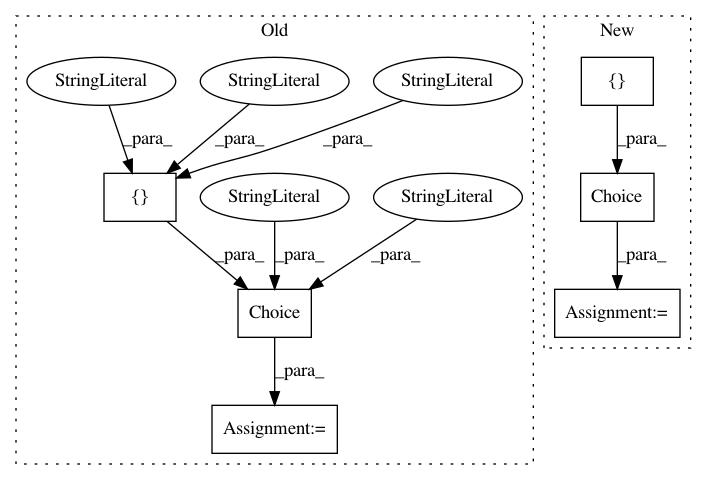 Old
New
StringLiteral
StringLiteral
StringLiteral
{}
_para_
_para_
_para_
_para_
{}
StringLiteral
StringLiteral
Choice
_para_
_para_
_para_
_para_
Choice
Assignment:=
_para_
Assignment:=